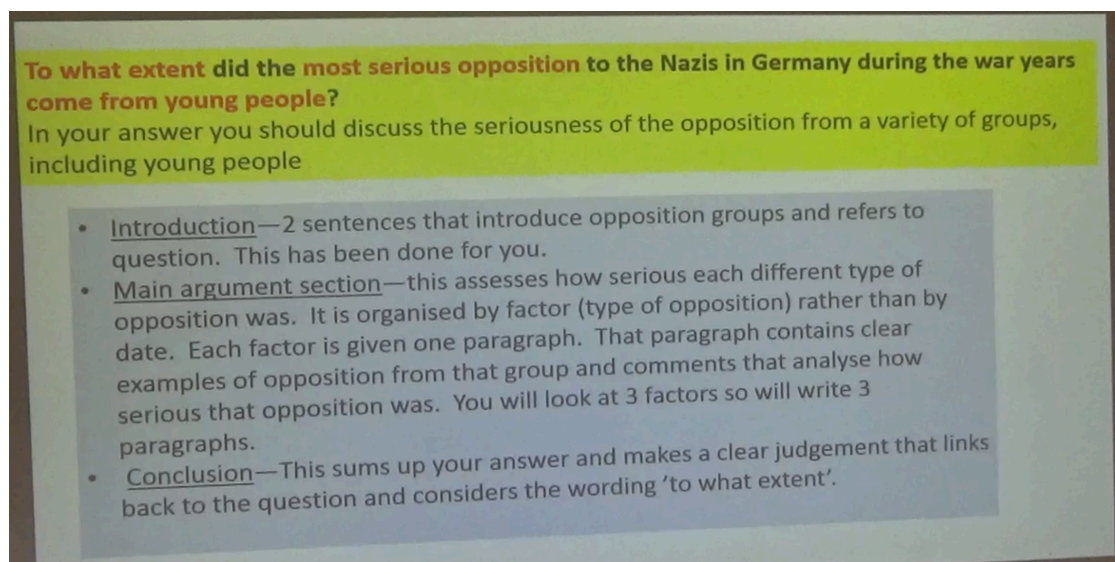 To what extent did the most serious opposition to the Nazis in Germany during the war years
come from young people?
In your answer you should discuss the seriousness of the opposition from a variety of groups,
including young people
• Introduction—2 sentences that introduce opposition groups and refers to
question. This has been done for you.
• Main argument section—this assesses how serious each different type of
opposition was. It is organised by factor (type of opposition) rather than by
date. Each factor is given one paragraph. That paragraph contains clear
examples of opposition from that group and comments that analyse how
serious that opposition was. You will look at 3 factors so will write 3
paragraphs.
• Conclusion—This sums up your answer and makes a clear judgement that links
back to the question and considers the wording 'to what extent'.